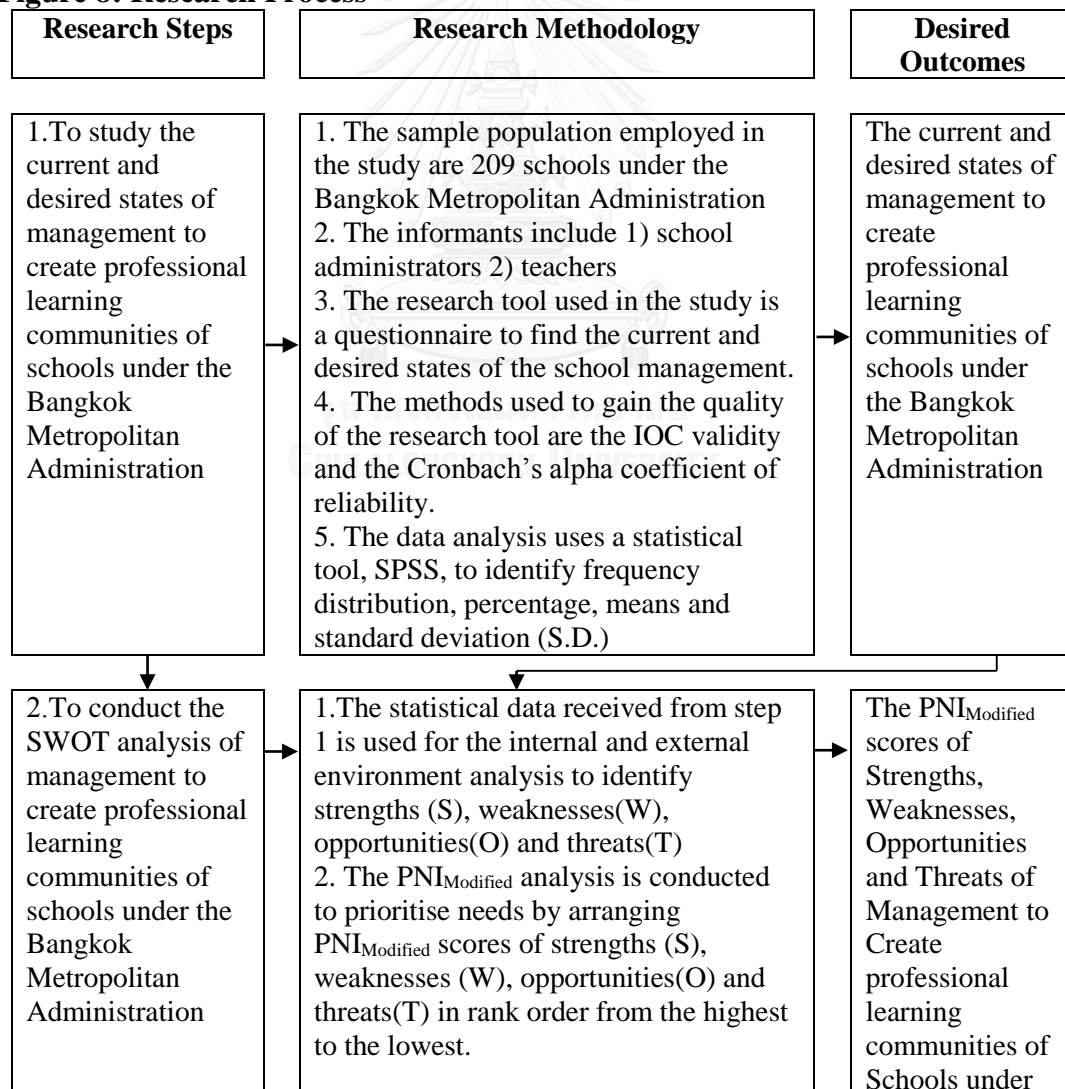 Figure 8: Research Process
Research Steps
Research Methodology
Desired
Outcomes
1.To study the
current and
desired states of
management to
create professional
learning
communities of
schools under the
Bangkok
Metropolitan
Administration
1. The sample population employed in
the study are 209 schools under the
Bangkok Metropolitan Administration
2. The informants include 1) school
administrators 2) teachers
3. The research tool used in the study is
a questionnaire to find the current and
desired states of the school management.
4. The methods used to gain the quality
of the research tool are the IOC validity
and the Cronbach’s alpha coefficient of
reliability.
5. The data analysis uses a statistical
tool, SPSS, to identify frequency
distribution, percentage, means and
standard deviation (S.D.)
The current and
desired states of
management to
create
professional
learning
communities of
schools under
the Bangkok
Metropolitan
Administration
2.To conduct the
SWOT analysis of
management to
create professional
learning
communities of
schools under the
Bangkok
Metropolitan
Administration
1.The statistical data received from step
1 is used for the internal and external
environment analysis to identify
strengths (S), weaknesses(W),
opportunities(O) and threats(T)
2. The PNIModified analysis is conducted
to prioritise needs by arranging
PNIModified scores of strengths (S),
weaknesses (W), opportunities(O) and
threats(T) in rank order from the highest
to the lowest.
The PNIModified
scores of
Strengths,
Weaknesses,
Opportunities
and Threats of
Management to
Create
professional
learning
communities of
Schools under